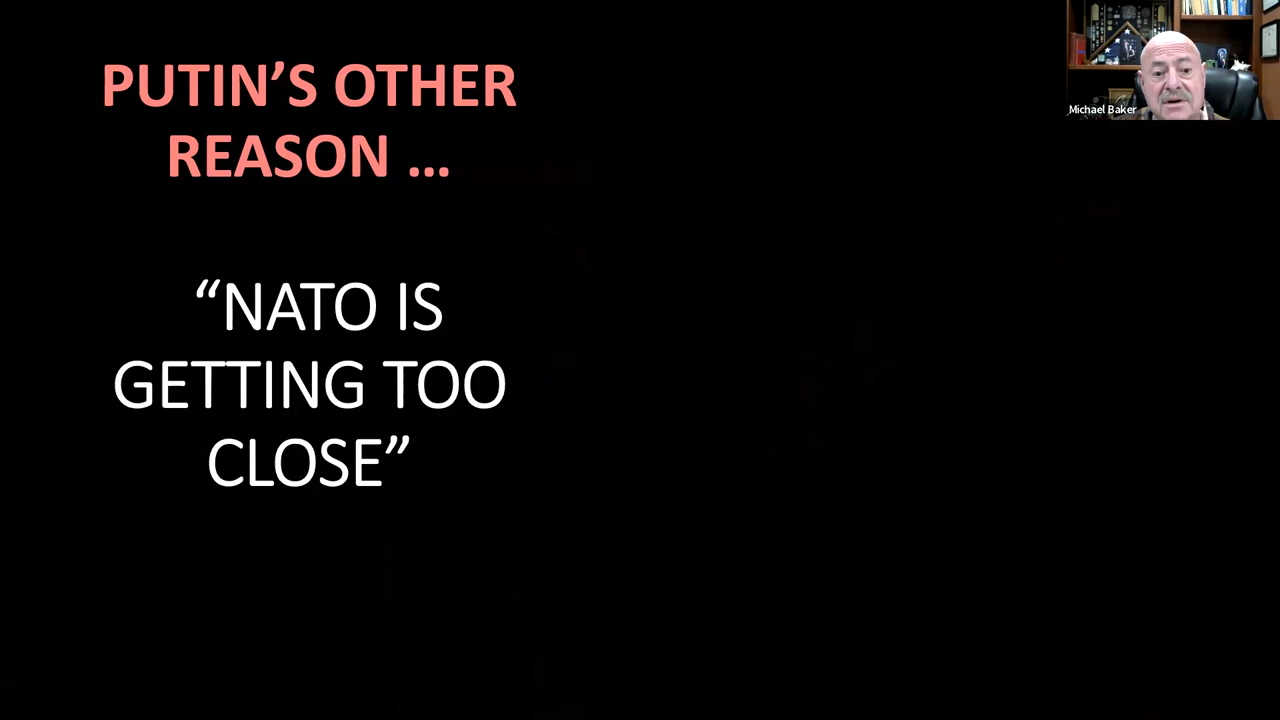 PUTIN’S OTHER
REASON ...
“NATO IS
GETTING TOO
CLOSE”
Michael Baker